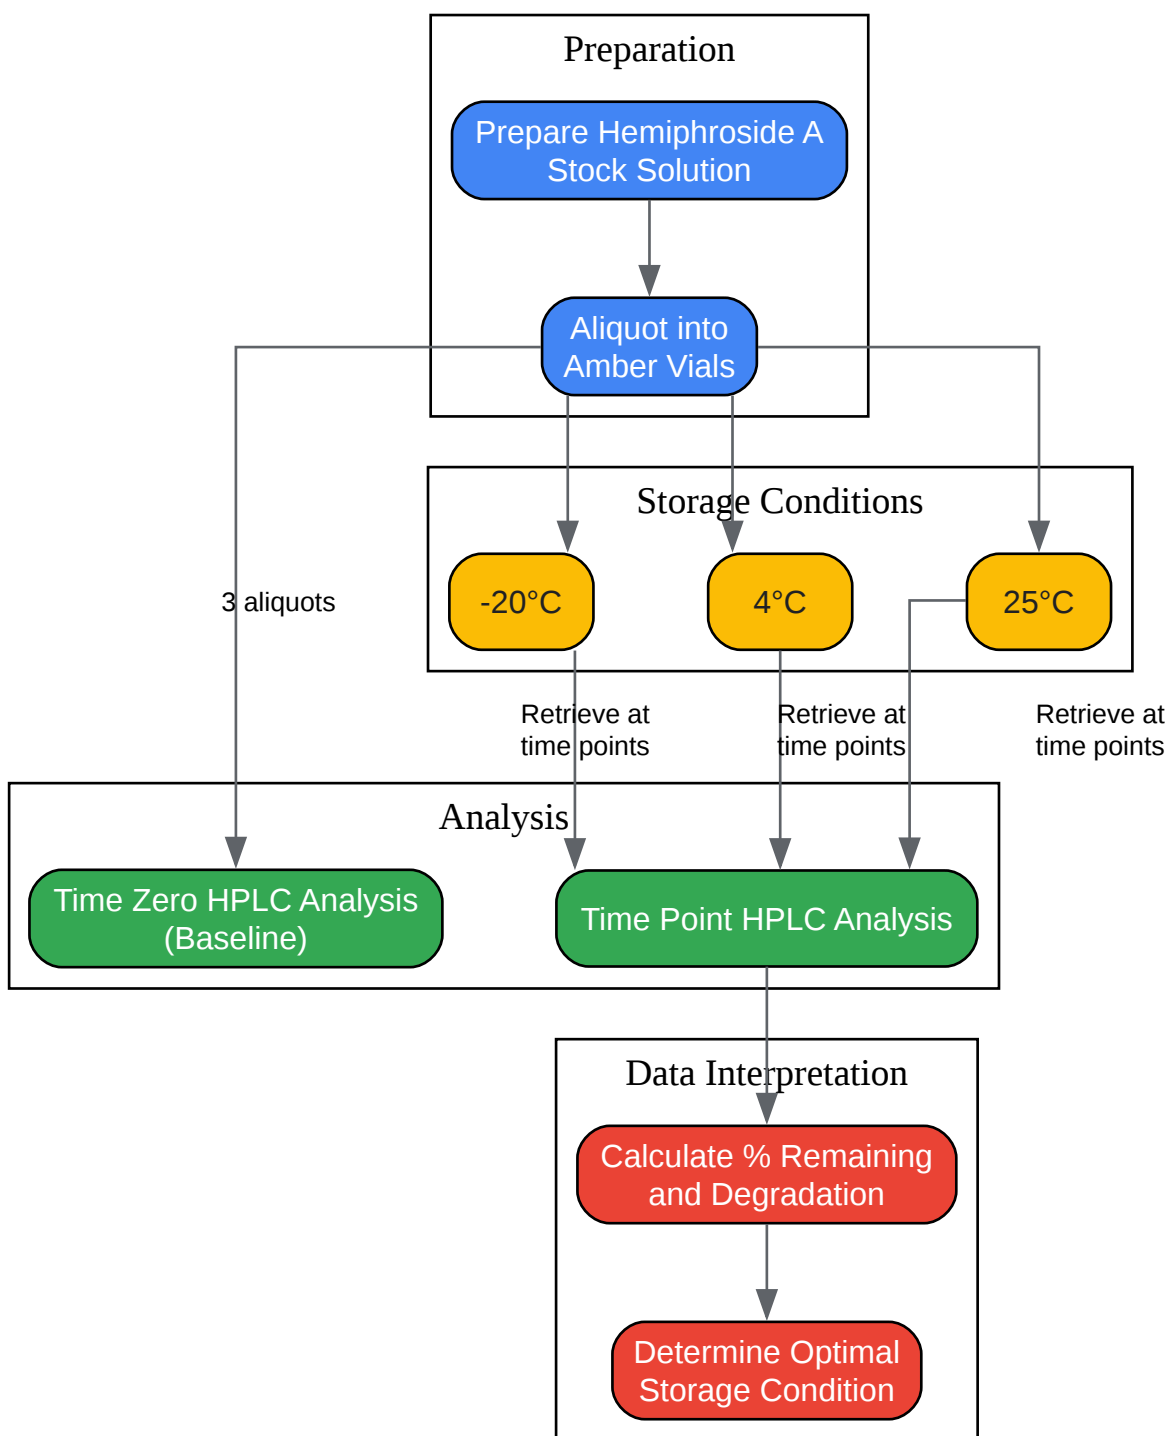 Preparation
Prepare Hemiphroside A
Stock Solution
Aliquot into
Amber Vials
Storage Conditions
-20°C
4°C
25°C
3 aliquots
Retrieve at
time points
Retrieve at
time points
Retrieve at
time points
Analysis
Time Zero HPLC Analysis
(Baseline)
Time Point HPLC Analysis
Data Interpretation
Calculate % Remaining
and Degradation
Determine Optimal
Storage Condition